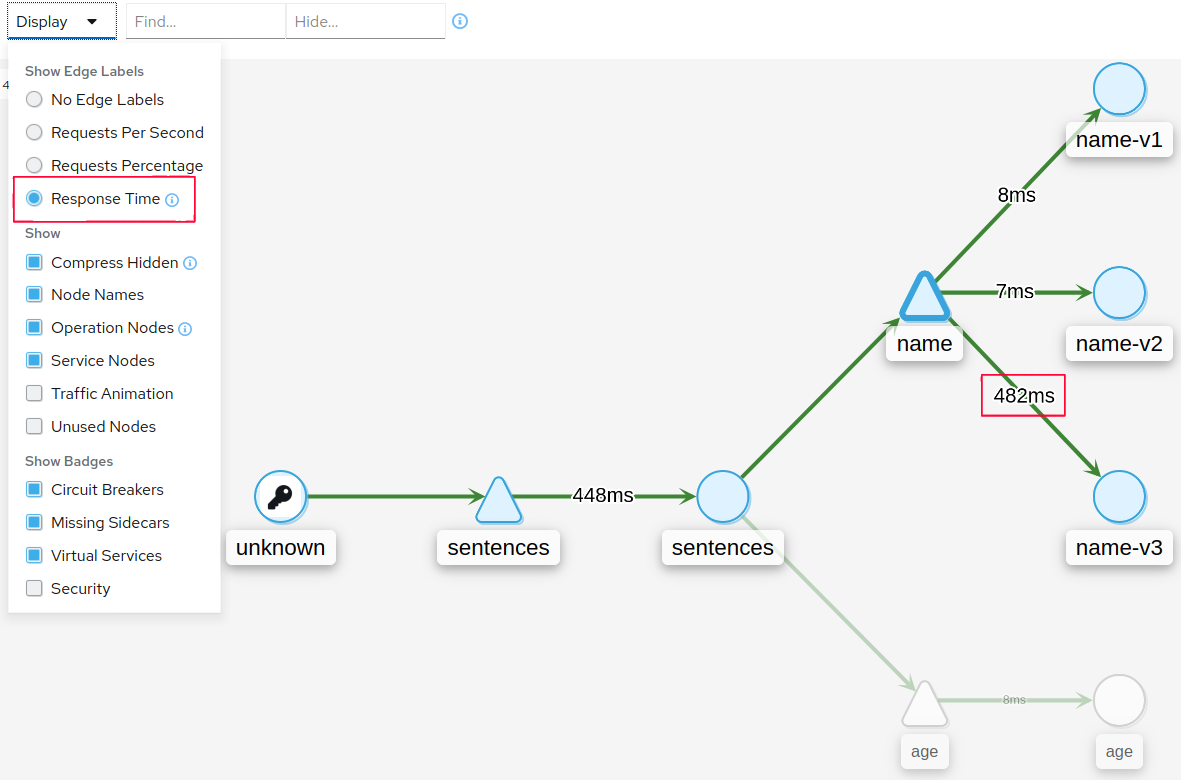 Display
Find...
Hide...
4
Show Edge Labels
No Edge Labels
Requests Per Second
Requests Percentage
Response Time
Show
Compress Hidden
Node Names
Operation Nodes
Service Nodes
Traffic Animation
Unused Nodes
Show Badges
Circuit Breakers
Missing Sidecars
Virtual Services
Security
name-v1
8ms
7ms
name
name-v2
482ms
448ms
unknown
sentences
sentences
name-v3
8ms
age
age